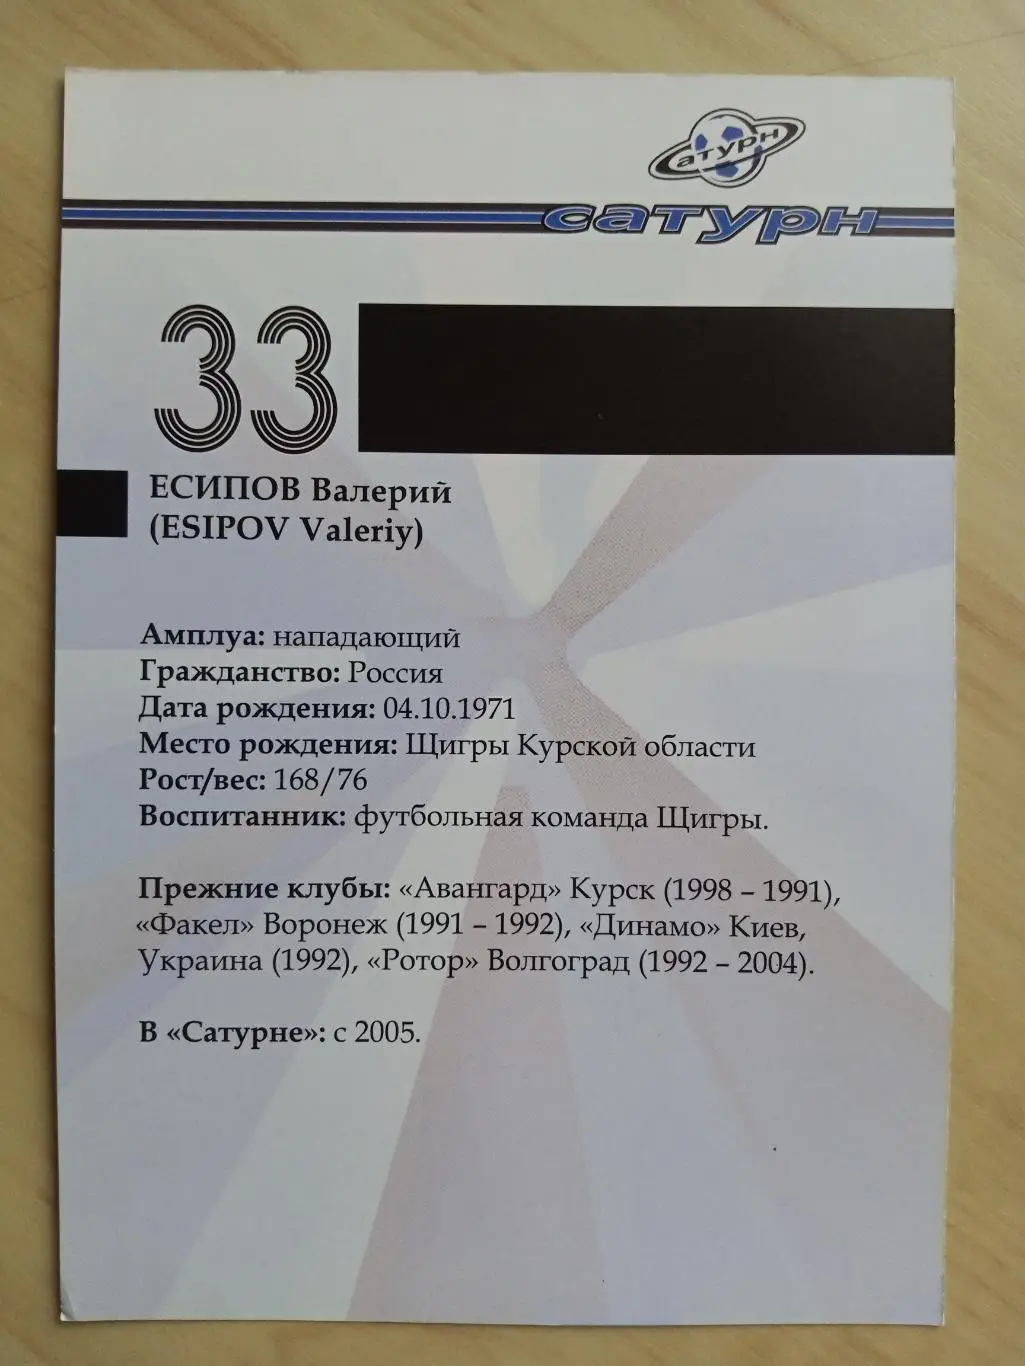 сатурн
сатурн
33
ЕСИПОВ Валерий
(ESIPOV Valeriy)
Амплуа: нападающий
Гражданство: Россия
Дата рождения: 04.10.1971
Место рождения: Щигры Курской области
Рост/вес: 168/76
Воспитанник: футбольная команда Щигры.
Прежние клубы: «Авангард» Курск (1998 – 1991),
«Факел» Воронеж (1991 – 1992), «Динамо» Киев,
Украина (1992), «Ротор» Волгоград (1992 – 2004).
В «Сатурне»: с 2005.